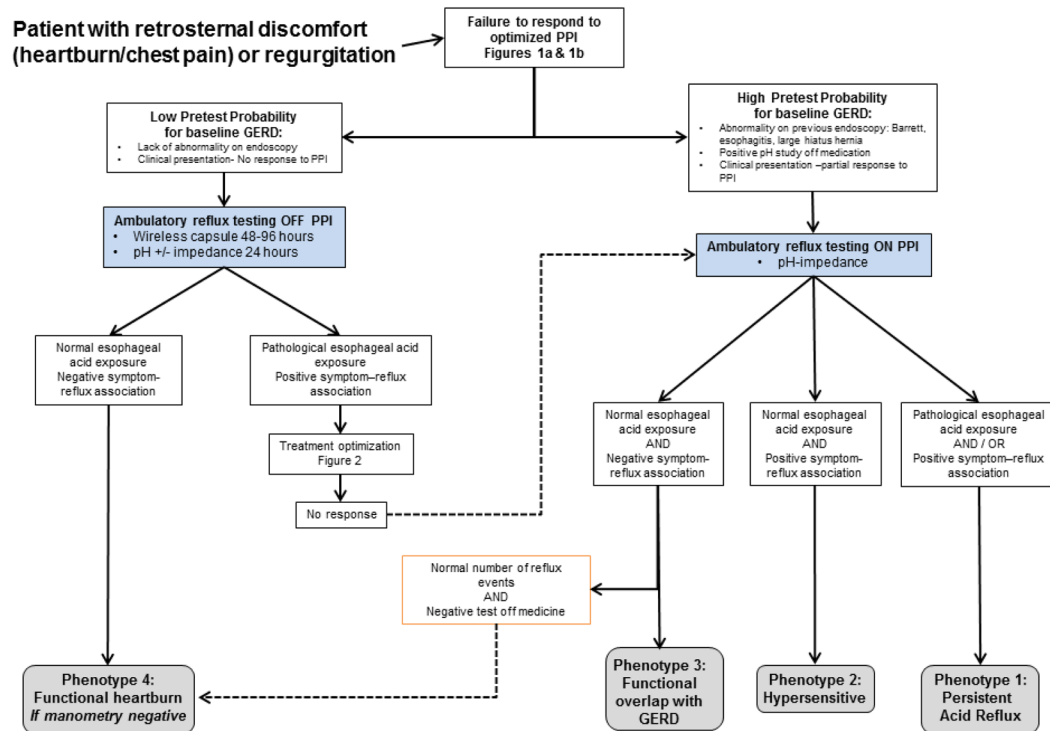 Patient with retrosternal discomfort
(heartburn/chest pain) or regurgitation
Failure to respond to
optimized PPI
Figures 1a & 1b
Low Pretest Probability
for baseline GERD:
• Lack of abnormality on endoscopy
• Clinical presentation- No response to PPI
High Pretest Probability
for baseline GERD:
• Abnormality on previous endoscopy: Barrett,
esophagitis, large hiatus hernia
• Positive pH study off medication
• Clinical presentation –partial response to
PPI
Ambulatory reflux testing OFF PPI
• Wireless capsule 48-96 hours
• pH +/- impedance 24 hours
Ambulatory reflux testing ON PPI
• pH-impedance
Normal esophageal
acid exposure
Negative symptom-
reflux association
Pathological esophageal acid
exposure
Positive symptom–reflux
association
Treatment optimization
Figure 2
No response
Normal esophageal
acid exposure
AND
Negative symptom-
reflux association
Normal esophageal
acid exposure
AND
Positive symptom-
reflux association
Pathological esophageal
acid exposure
AND / OR
Positive symptom–reflux
association
Normal number of reflux
events
AND
Negative test off medicine
Phenotype 4:
Functional heartburn
If manometry negative
Phenotype 3:
Functional
overlap with
GERD
Phenotype 2:
Hypersensitive
Phenotype 1:
Persistent
Acid Reflux